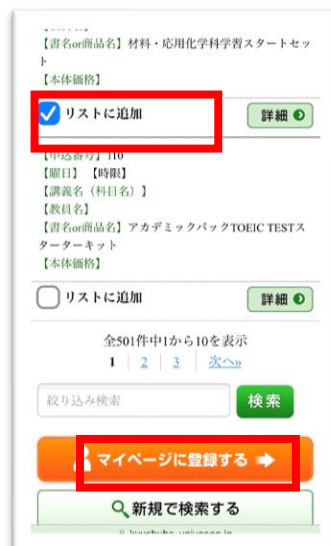 【書名or商品名】材料・応用化学科学習スタートセッ
ト
【本体価格】
リストに追加
詳細
【申込番号】110
【曜日】【時限】
【講義名（科目名）】
【教員名】
【書名or商品名】アカデミックパックTOEIC TESTス
ターターキット
【本体価格】
リストに追加
詳細
全501件中1から10を表示
1 | 2 | 3 | 次へ»
絞り込み検索
検索
マイページに登録する
新規で検索する